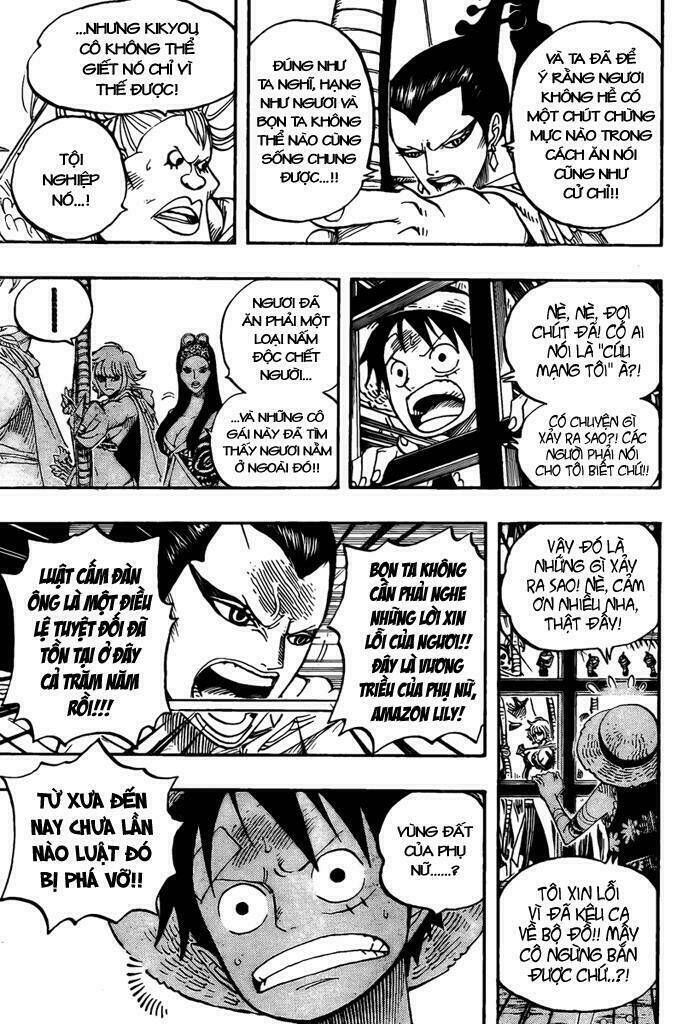 VÀ TA ĐÃ ĐỂ
Ý RẰNG NGƯƠI
KHÔNG HỀ CÓ
MỘT CHÚT CHỪNG
MỰC NÀO TRONG
CÁCH ĂN NÓI
CŨNG NHƯ
CỬ CHỈ!!
ĐÚNG NHƯ
TA NGHĨ, HẠNG
NHƯ NGƯƠI VÀ
BỌN TA KHÔNG
THỂ NÀO CÙNG
SỐNG CHUNG
ĐƯỢC...!!
...NHƯNG KIKYOU,
CÔ KHÔNG THỂ
GIẾT NÓ CHỈ VÌ
THẾ ĐƯỢC!
TỘI
NGHIỆP
NÓ...!
NÈ, NÈ, ĐỢI
CHÚT ĐÃ! CÓ AI
NÓI LÀ "CỨU
MẠNG TÔI" À?!
CÓ CHUYỆN GÌ
XẢY RA SAO?! CÁC
NGƯỜI PHẢI NÓI
CHO TÔI BIẾT CHỨ!!
NGƯƠI ĐÃ
ĂN PHẢI MỘT
LOẠI NẤM
ĐỘC CHẾT
NGƯỜI...
...VÀ NHỮNG CÔ
GÁI NÀY ĐÃ TÌM
THẤY NGƯƠI NẰM
Ở NGOÀI ĐÓ!!
VẬY ĐÓ LÀ
NHỮNG GÌ XẢY
RA SAO! NÈ, CẢM
ƠN NHIỀU NHA,
THẬT ĐẤY!
TÔI XIN LỖI
VÌ ĐÃ KÊU CA
VỀ BỘ ĐỒ!! MẤY
CÔ NGỪNG BẮN
ĐƯỢC CHỨ..?!
BỌN TA KHÔNG
CẦN PHẢI NGHE
NHỮNG LỜI XIN
LỖI CỦA NGƯƠI!!!
ĐÂY LÀ VƯƠNG
TRIỀU CỦA PHỤ NỮ,
AMAZON LILY!
LUẬT CẤM ĐÀN
ÔNG LÀ MỘT ĐIỀU
LỆ TUYỆT ĐỐI ĐÃ
TỒN TẠI Ở ĐÂY
CẢ TRĂM NĂM
RỒI!!!
VÙNG ĐẤT
CỦA PHỤ
NỮ......?
TỪ XƯA ĐẾN
NAY CHƯA LẦN
NÀO LUẬT ĐÓ
BỊ PHÁ VỠ!!